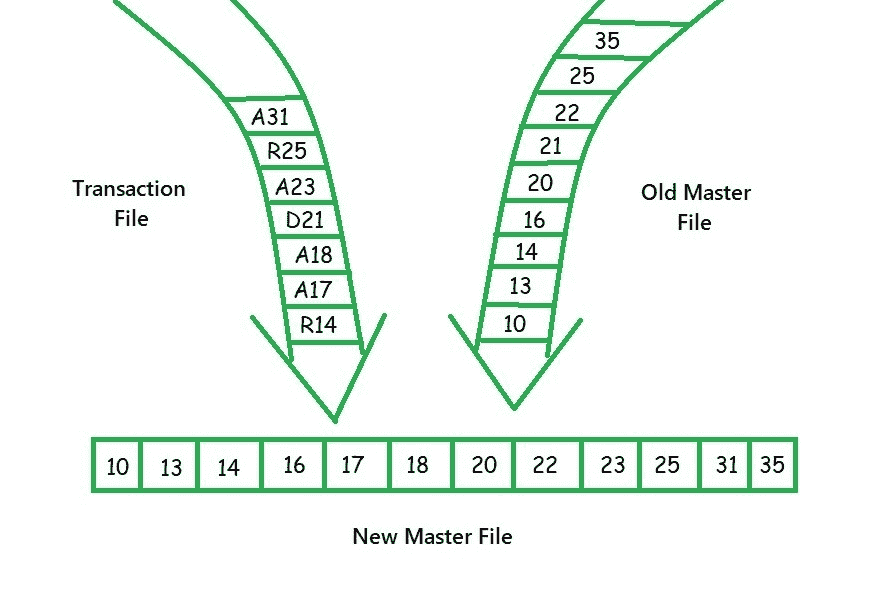 Transaction
File
A31
R25
A23
D21
A18
A17
R14
35
25
22
21
20
16
14
13
10
Old Master
File
10 13 14 16 17 18 20 22 23 25 31 35
New Master File